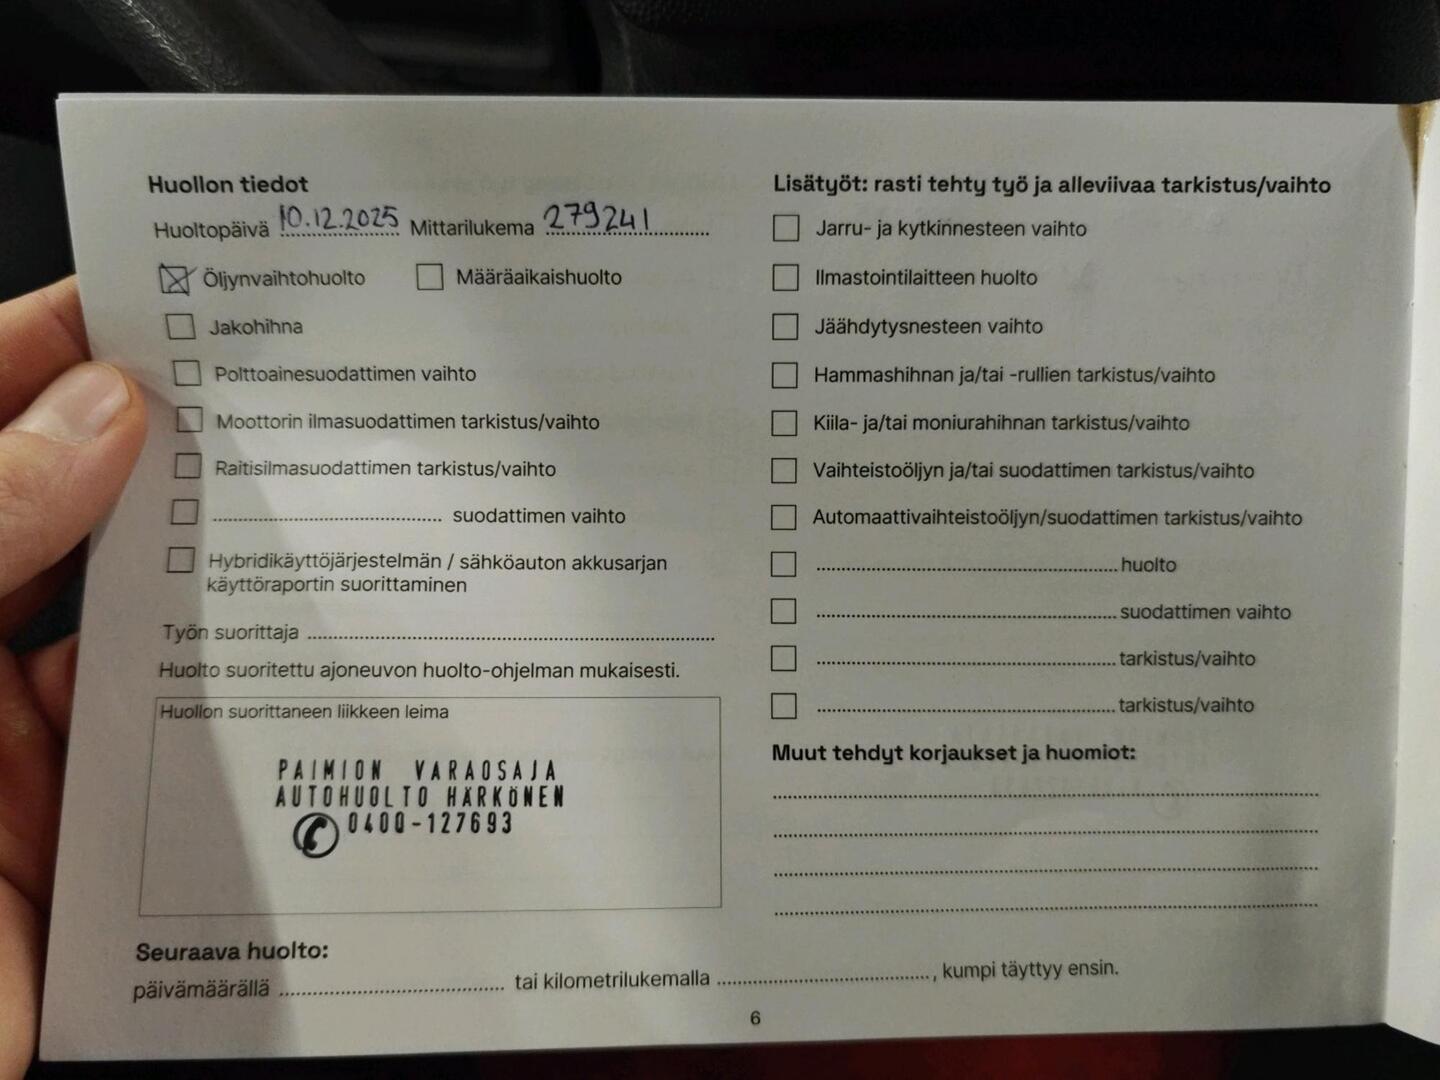 Huollon tiedot
Huoltopäivä 10.12.2025 Mittarilukema 279241
Öljynvaihtohuolto Määräaikaishuolto
Jakohihna
Polttoainesuodattimen vaihto
Moottorin ilmasuodattimen tarkistus/vaihto
Raitisilmasuodattimen tarkistus/vaihto
suodattimen vaihto
Hybridikäyttöjärjestelmän / sähköauton akkusarjan
käyttöraportin suorittaminen
Työn suorittaja
Huolto suoritettu ajoneuvon huolto-ohjelman mukaisesti.
Huollon suorittaneen liikkeen leima
PAIMION VARAOSAJA
AUTOHUOLTO HÄRKÖNEN
0400-127693
Lisätyöt: rasti tehty työ ja alleviivaa tarkistus/vaihto
Jarru- ja kytkinnesteen vaihto
Ilmastointilaitteen huolto
Jäähdytysnesteen vaihto
Hammashihnan ja/tai -rullien tarkistus/vaihto
Kiila- ja/tai moniurahihnan tarkistus/vaihto
Vaihteistoöljyn ja/tai suodattimen tarkistus/vaihto
Automaattivaihteistoöljyn/suodattimen tarkistus/vaihto
huolto
suodattimen vaihto
tarkistus/vaihto
tarkistus/vaihto
Muut tehdyt korjaukset ja huomiot:
Seuraava huolto:
päivämäärällä tai kilometrilukemalla , kumpi täyttyy ensin.
6